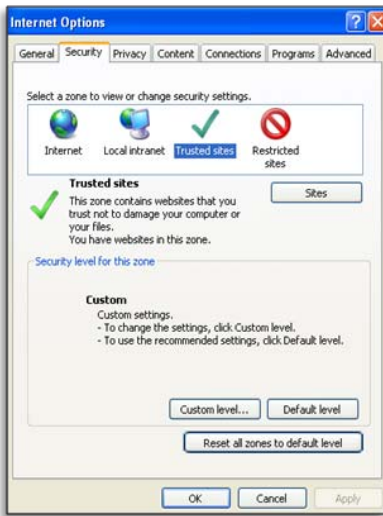 Internet Options
General Security Privacy Content Connections Programs Advanced
Select a zone to view or change security settings.
Internet Local intranet Trusted sites Restricted sites
Trusted sites
Sites
This zone contains websites that you
trust not to damage your computer or
your files.
You have websites in this zone.
Security level for this zone
Custom
Custom settings.
- To change the settings, click Custom level.
- To use the recommended settings, click Default level.
Custom level... Default level
Reset all zones to default level
OK Cancel Apply